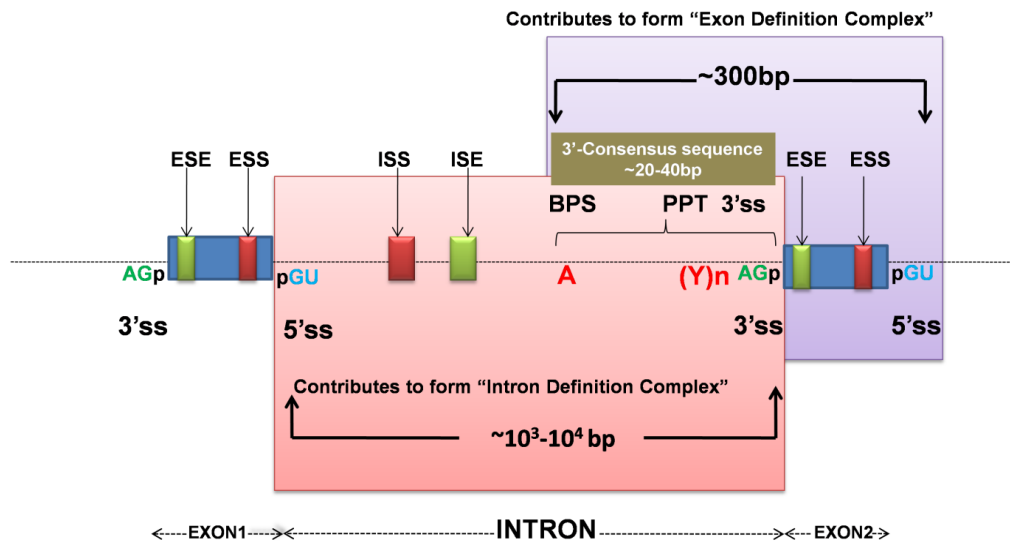 Contributes to form “Exon Definition Complex”
~300bp
3’-Consensus sequence
~20-40bp
ESE ESS ISS ISE ESE ESS
BPS PPT 3’ss
AGp pGU A (Y)n AGp pGU
3’ss 5’ss 3’ss 5’ss
Contributes to form “Intron Definition Complex”
~10³-10⁴ bp
EXON1 INTRON EXON2